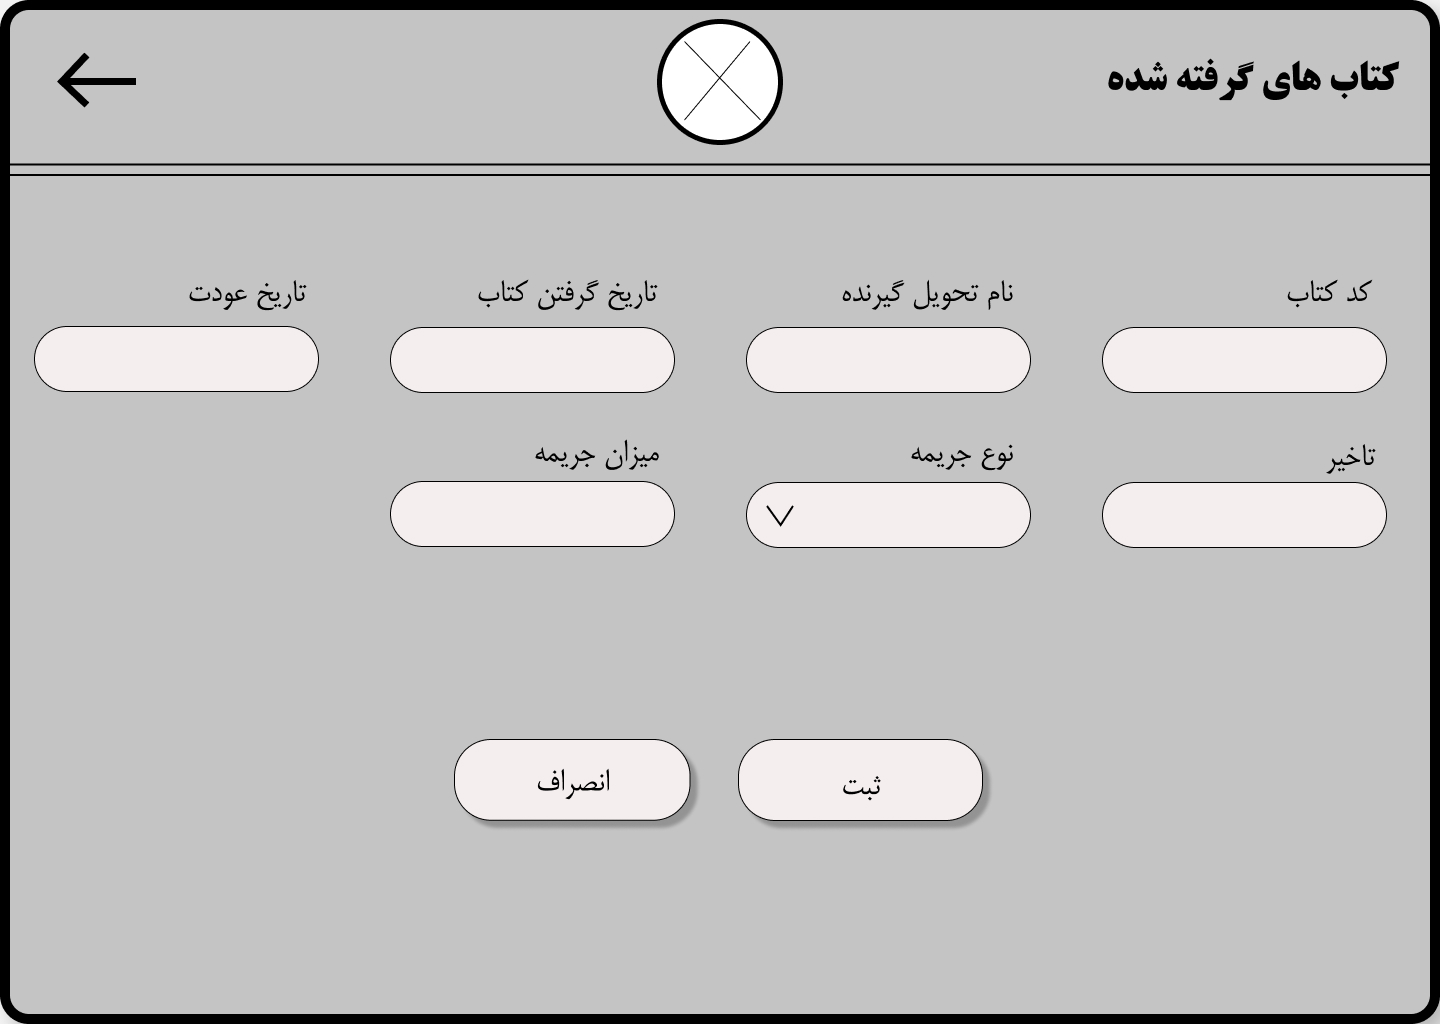 کتاب های گرفته شده
کد کتاب
نام تحویل گیرنده
تاریخ گرفتن کتاب
تاریخ عودت
تاخیر
نوع جریمه
میزان جریمه
ثبت
انصراف